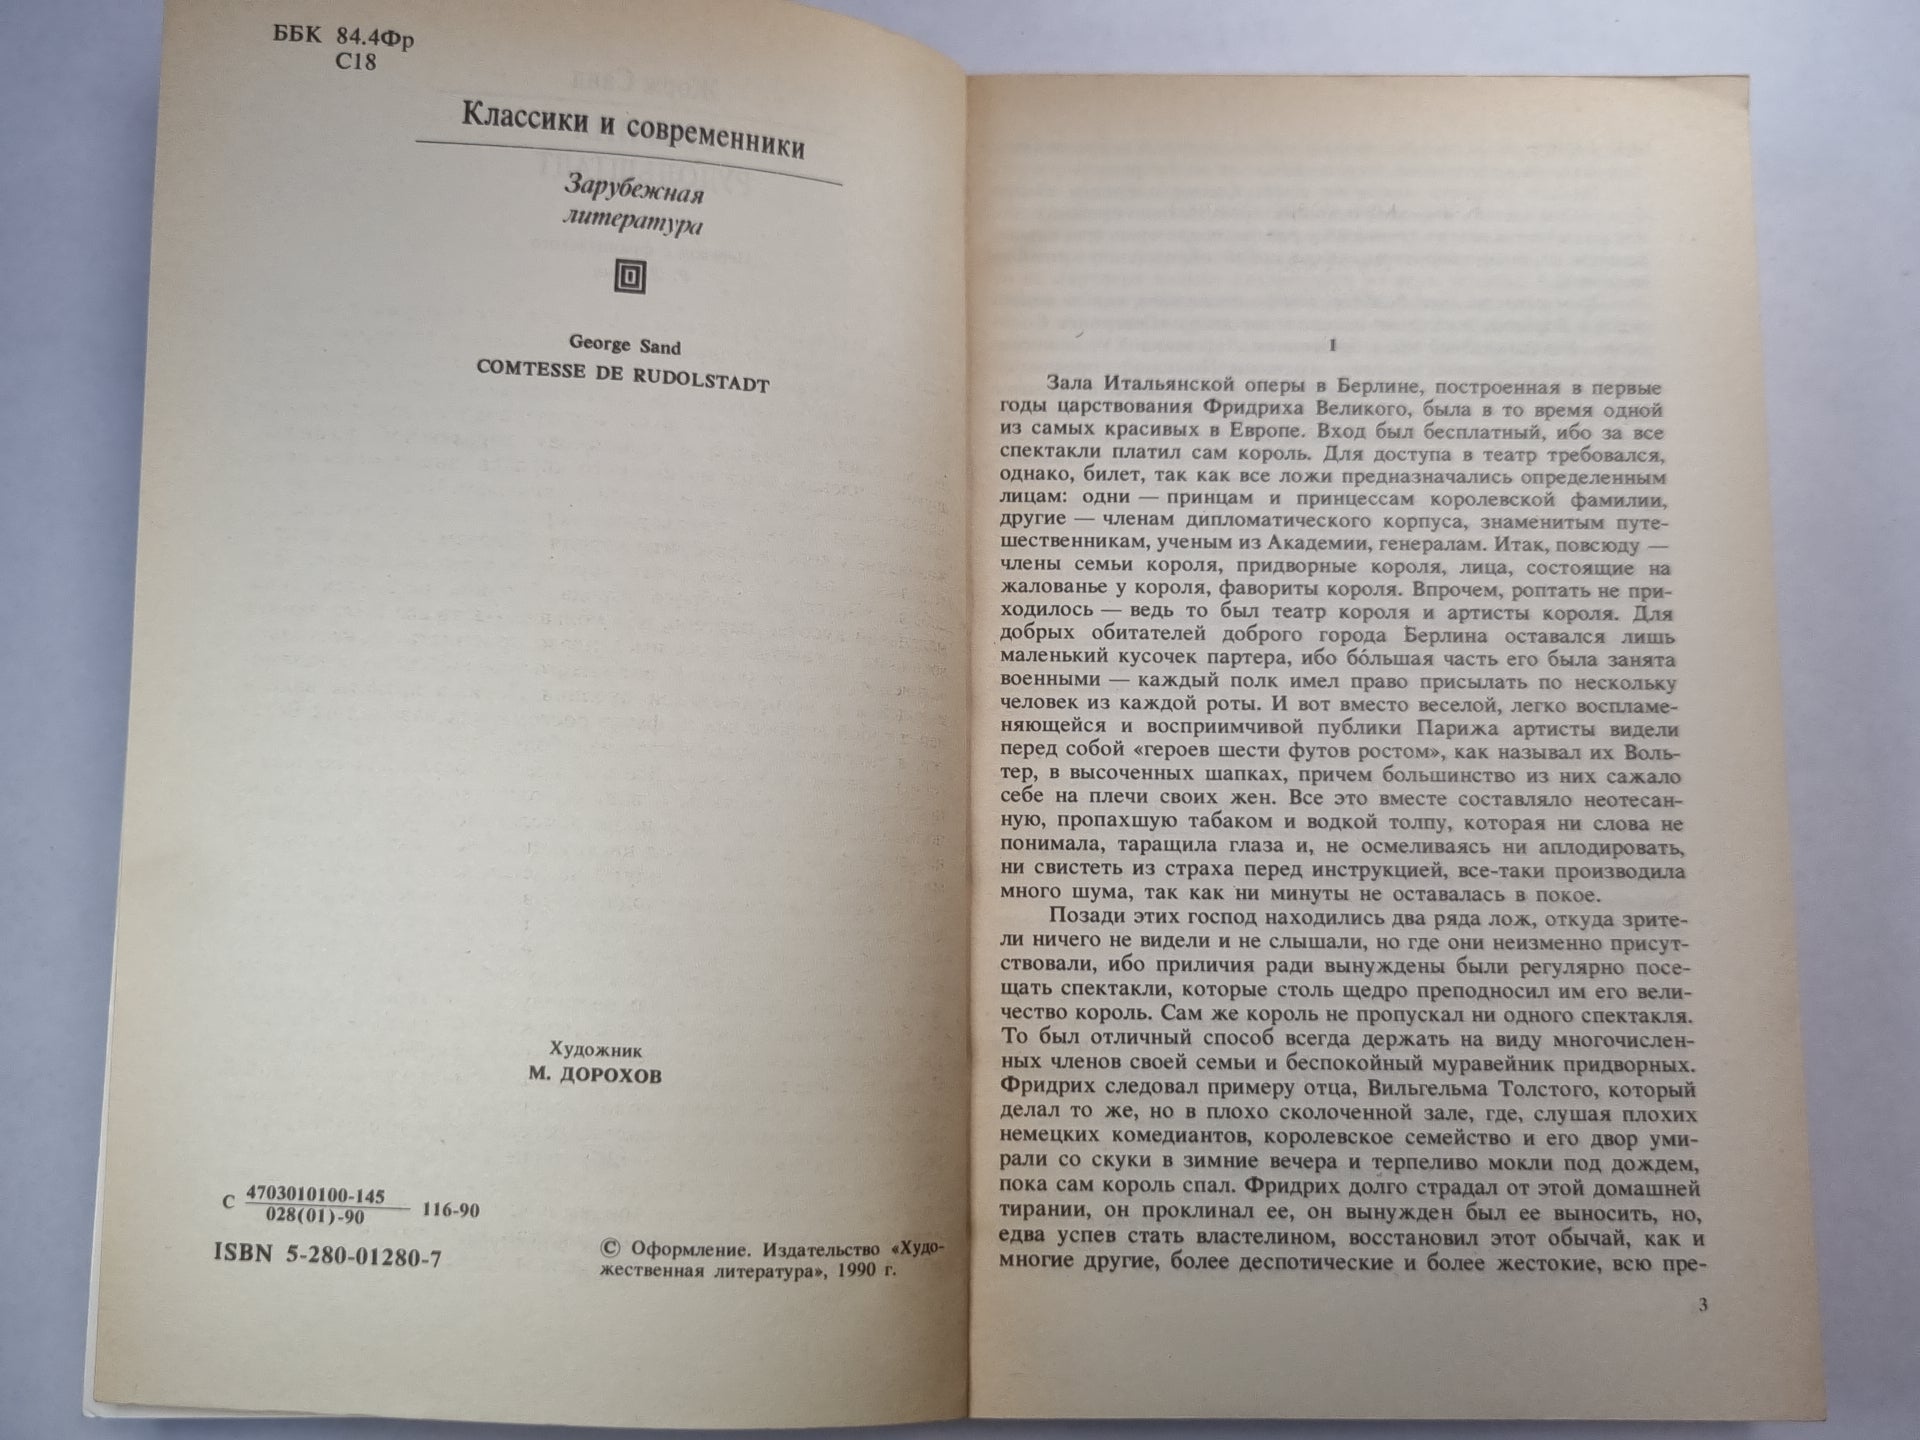 ББК 84.4Фр
С18
Классики и современники
Зарубежная
литература
George Sand
COMTESSE DE RUDOLSTADT
Художник
М. ДОРОХОВ
С 4703010100-145 116-90
028(01)-90
ISBN 5-280-01280-7
© Оформление. Издательство «Худо-
жественная литература», 1990 г.
1
Зала Итальянской оперы в Берлине, построенная в первые
годы царствования Фридриха Великого, была в то время одной
из самых красивых в Европе. Вход был бесплатный, ибо за все
спектакли платил сам король. Для доступа в театр требовался,
однако, билет, так как все ложи предназначались определенным
лицам: одни — принцам и принцессам королевской фамилии,
другие — членам дипломатического корпуса, знаменитым путе-
шественникам, ученым из Академии, генералам. Итак, повсюду —
члены семьи короля, придворные короля, лица, состоящие на
жалованье у короля, фавориты короля. Впрочем, роптать не при-
ходилось — ведь то был театр короля и артисты короля. Для
добрых обитателей доброго города Берлина оставался лишь
маленький кусочек партера, ибо бо́льшая часть его была занята
военными — каждый полк имел право присылать по нескольку
человек из каждой роты. И вот вместо веселой, легко воспламе-
няющейся и восприимчивой публики Парижа артисты видели
перед собой «героев шести футов ростом», как называл их Воль-
тер, в высоченных шапках, причем большинство из них сажало
себе на плечи своих жен. Все это вместе составляло неотесан-
ную, пропахшую табаком и водкой толпу, которая ни слова не
понимала, таращила глаза и, не осмеливаясь ни аплодировать,
ни свистеть из страха перед инструкцией, все-таки производила
много шума, так как ни минуты не оставалась в покое.
Позади этих господ находились два ряда лож, откуда зрите-
ли ничего не видели и не слышали, но где они неизменно присут-
ствовали, ибо приличия ради вынуждены были регулярно посе-
щать спектакли, которые столь щедро преподносил им его вели-
чество король. Сам же король не пропускал ни одного спектакля.
То был отличный способ всегда держать на виду многочислен-
ных членов своей семьи и беспокойный муравейник придворных.
Фридрих следовал примеру отца, Вильгельма Толстого, который
делал то же, но в плохо сколоченной зале, где, слушая плохих
немецких комедиантов, королевское семейство и его двор уми-
рали со скуки в зимние вечера и терпеливо мокли под дождем,
пока сам король спал. Фридрих долго страдал от этой домашней
тирании, он проклинал ее, он вынужден был ее выносить, но,
едва успев стать властелином, восстановил этот обычай, как и
многие другие, более деспотические и более жестокие, всю пре-
3